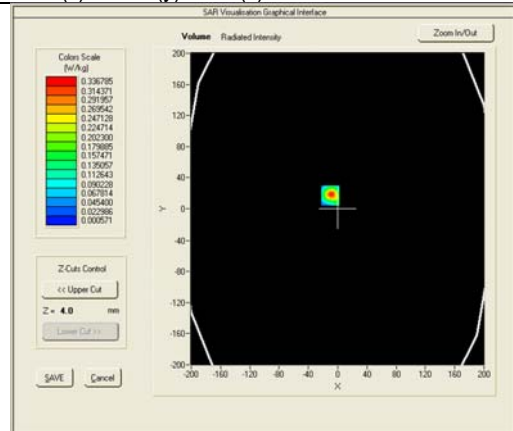 SAR Visualisation Graphical Interface
Volume Radiated Intensity
Zoom In/Out
Colors Scale
(W/kg)
0.336785
0.314371
0.291957
0.269542
0.247128
0.224714
0.202300
0.179885
0.157471
0.135057
0.112643
0.090228
0.067814
0.045400
0.022986
0.000571
Z-Cuts Control
<< Upper Cut
Z = 4.0 mm
Lower Cut >>
SAVE Cancel
200-
160-
120-
80-
40-
0-
-40-
-80-
-120-
-160-
-200-
Y
-200 -160 -120 -80 -40 0 40 80 120 160 200
X